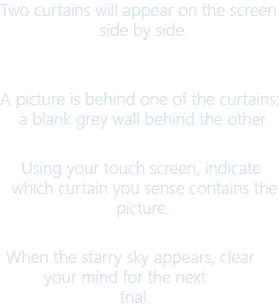 Two curtains will appear on the screen
side by side.
A picture is behind one of the curtains;
a blank grey wall behind the other.
Using your touch screen, indicate
which curtain you sense contains the
picture.
When the starry sky appears, clear
your mind for the next
trial.